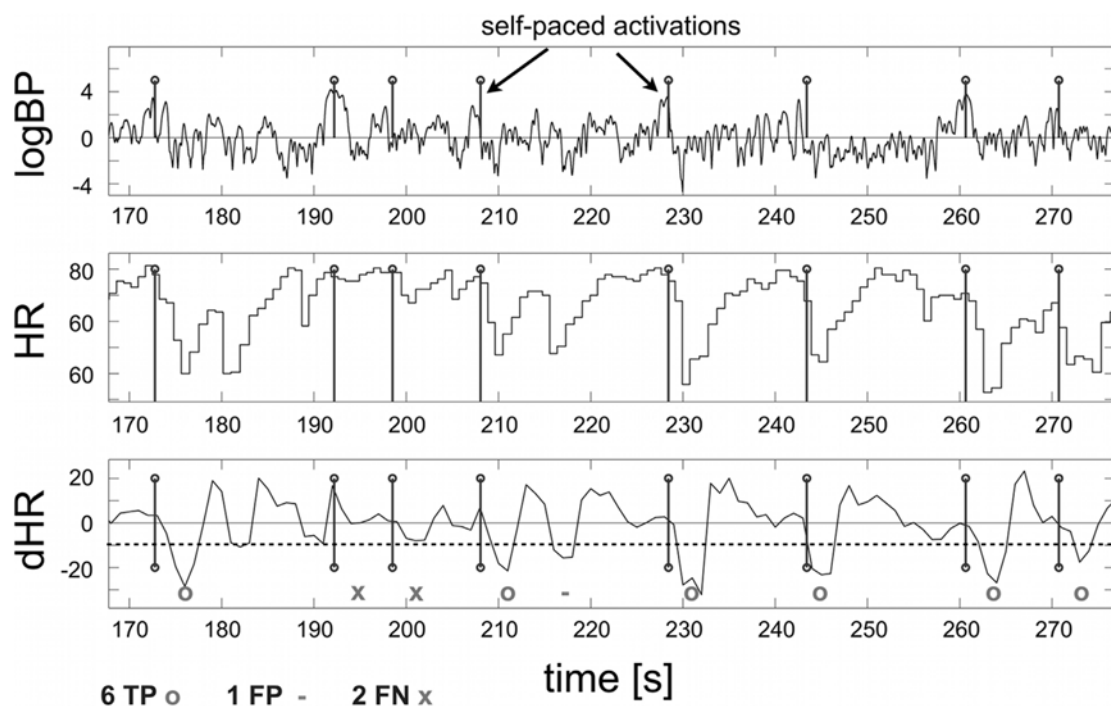 self-paced activations
logBP
4
0
-4
170 180 190 200 210 220 230 240 250 260 270
HR
80
60
60
170 180 190 200 210 220 230 240 250 260 270
dHR
20
0
-20
o x x o - o o o o
170 180 190 200 210 220 230 240 250 260 270
time [s]
6 TP o 1 FP - 2 FN x